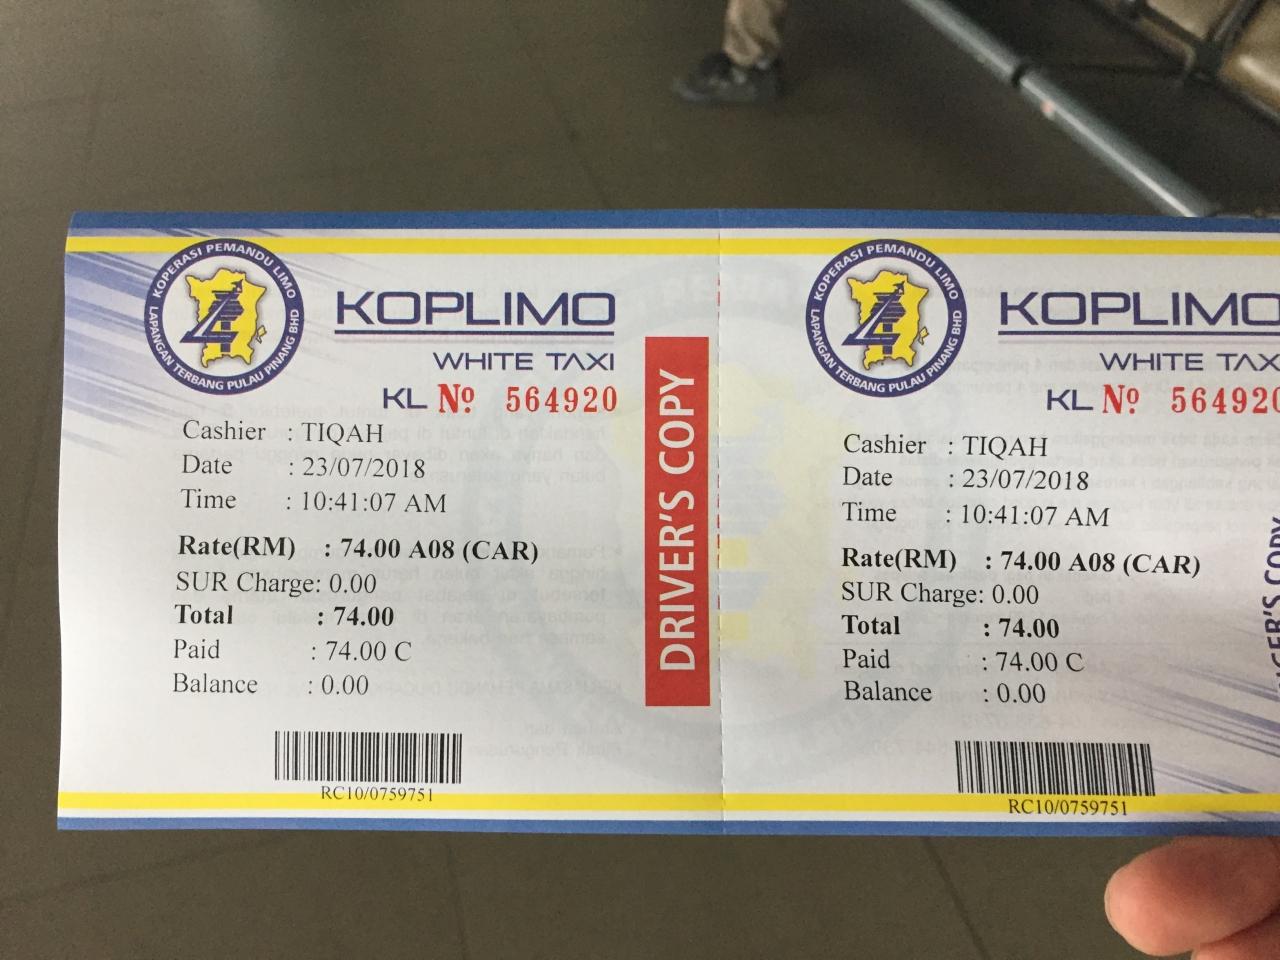 KOPERASI PEMANDU LIMO
LAPANGAN TERBANG PULAU PINANG BHD
KOPLIMO
WHITE TAXI
KL № 564920
Cashier : TIQAH
Date : 23/07/2018
Time : 10:41:07 AM
Rate(RM) : 74.00 A08 (CAR)
SUR Charge: 0.00
Total : 74.00
Paid : 74.00 C
Balance : 0.00
RC10/0759751
DRIVER'S COPY
KOPERASI PEMANDU LIMO
LAPANGAN TERBANG PULAU PINANG BHD
KOPLIMO
WHITE TAX
KL № 564920
Cashier : TIQAH
Date : 23/07/2018
Time : 10:41:07 AM
Rate(RM) : 74.00 A08 (CAR)
SUR Charge: 0.00
Total : 74.00
Paid : 74.00 C
Balance : 0.00
RC10/0759751